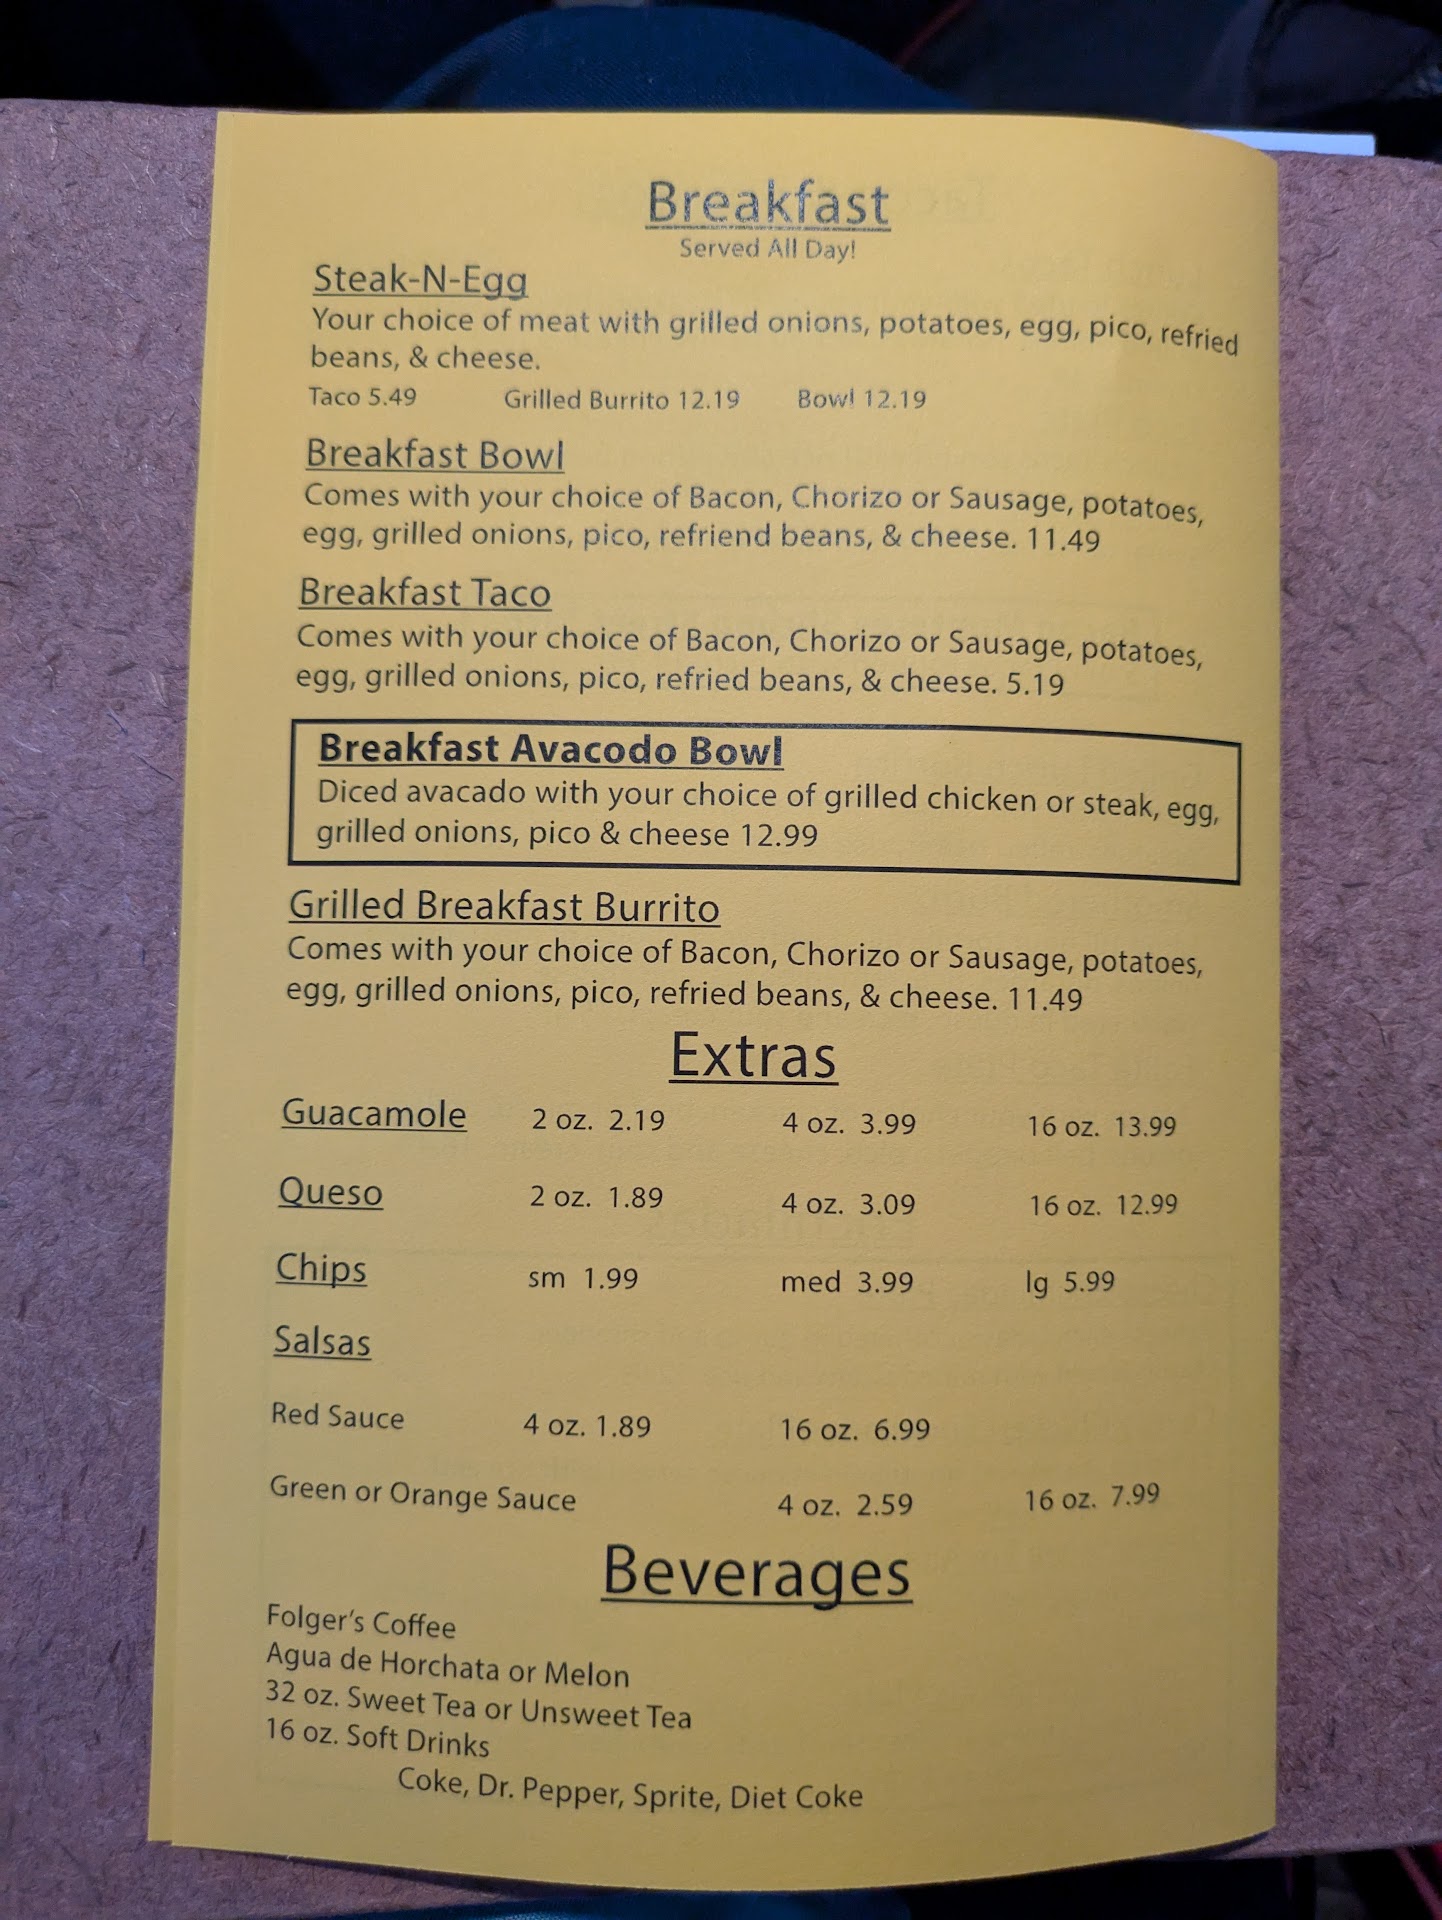 Breakfast
Served All Day!
Steak-N-Egg
Your choice of meat with grilled onions, potatoes, egg, pico, refried
beans, & cheese.
Taco 5.49 Grilled Burrito 12.19 Bowl 12.19
Breakfast Bowl
Comes with your choice of Bacon, Chorizo or Sausage, potatoes,
egg, grilled onions, pico, refriend beans, & cheese. 11.49
Breakfast Taco
Comes with your choice of Bacon, Chorizo or Sausage, potatoes,
egg, grilled onions, pico, refried beans, & cheese. 5.19
Breakfast Avacodo Bowl
Diced avacado with your choice of grilled chicken or steak, egg,
grilled onions, pico & cheese 12.99
Grilled Breakfast Burrito
Comes with your choice of Bacon, Chorizo or Sausage, potatoes,
egg, grilled onions, pico, refried beans, & cheese. 11.49
Extras
Guacamole 2 oz. 2.19 4 oz. 3.99 16 oz. 13.99
Queso 2 oz. 1.89 4 oz. 3.09 16 oz. 12.99
Chips sm 1.99 med 3.99 lg 5.99
Salsas
Red Sauce 4 oz. 1.89 16 oz. 6.99
Green or Orange Sauce 4 oz. 2.59 16 oz. 7.99
Beverages
Folger's Coffee
Agua de Horchata or Melon
32 oz. Sweet Tea or Unsweet Tea
16 oz. Soft Drinks
Coke, Dr. Pepper, Sprite, Diet Coke